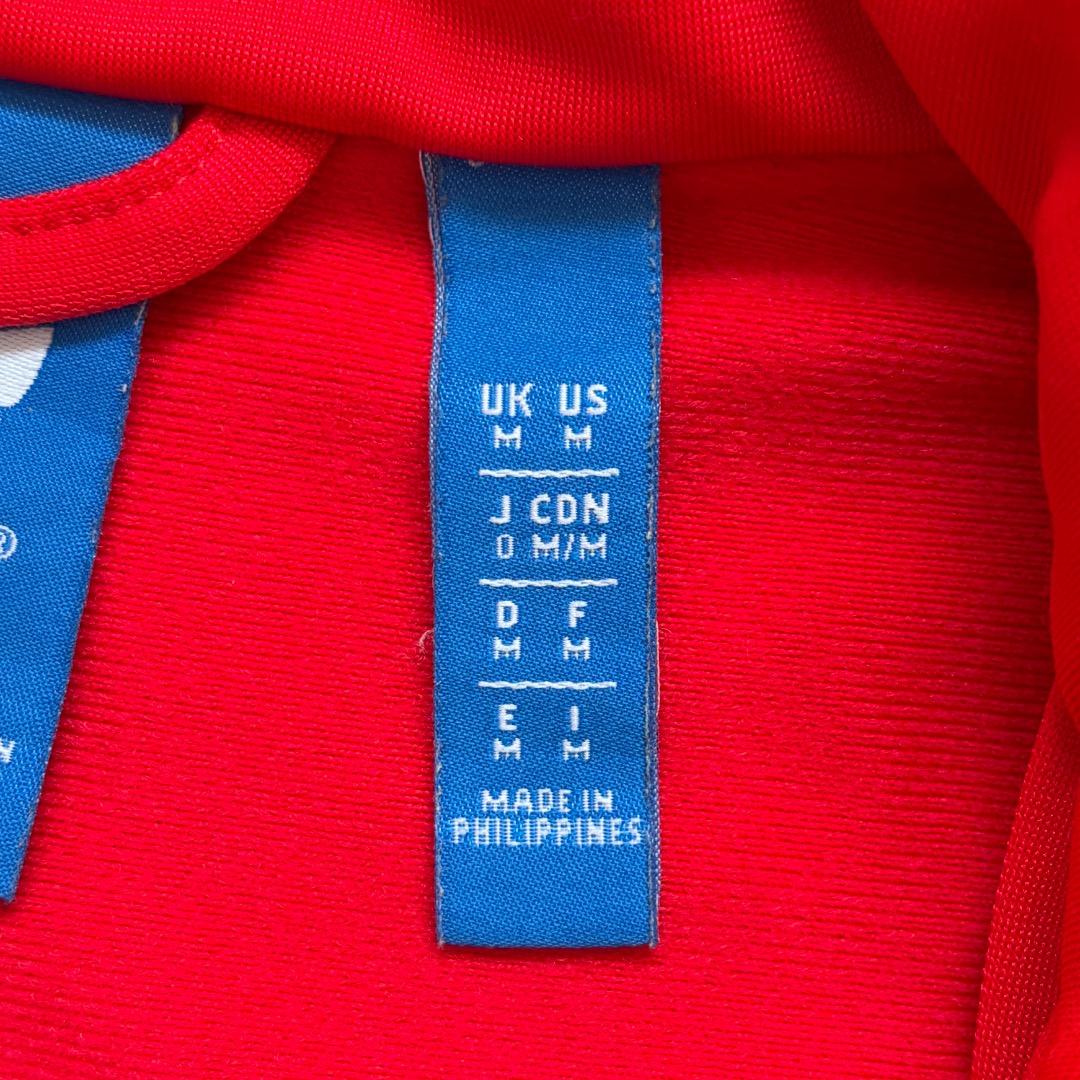 UK US
M M
J CDN
O M/M
D F
M M
E I
M M
MADE IN
PHILIPPINES
®
N